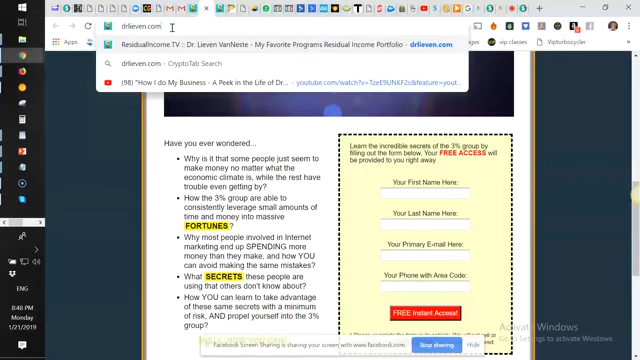 drlieven.com
ResidualIncome.TV :: Dr. Lieven VanNeste - My Favorite Programs Residual Income Portfolio - drlieven.com
drlieven.com - CryptoTab Search
(98) "How I do My Business - A Peek in the Life of Dr... - youtube.com/watch?v=TzeE9UNKF2s&feature=yout...
ames
wip classes
Vipturbocycler
Have you ever wondered...
• Why is it that some people just seem to
make money no matter what the
economic climate is, while the rest have
trouble even getting by?
• How the 3% group are able to
consistently leverage small amounts of
time and money into massive
FORTUNES ?
• Why most people involved in Internet
marketing end up SPENDING more
money than they make, and how YOU
can avoid making the same mistakes?
• What SECRETS these people are
using that others don't know about?
• How YOU can learn to take advantage
of these same secrets with a minimum
of risk, AND propel yourself into the
3% group?
Learn the incredible secrets of the 3% group by
filling out the form below. Your FREE ACCESS will
be provided to you right away
Your First Name Here:
Your Last Name Here:
Your Primary E-mail Here:
Your Phone with Area Code:
FREE Instant Access!
Activate Windows
Go to Settings to activate Windows.
Facebook Screen Sharing is sharing your screen with www.facebook.com.
Stop sharing
Hide
ENG
8:48 PM
Monday
1/21/2019